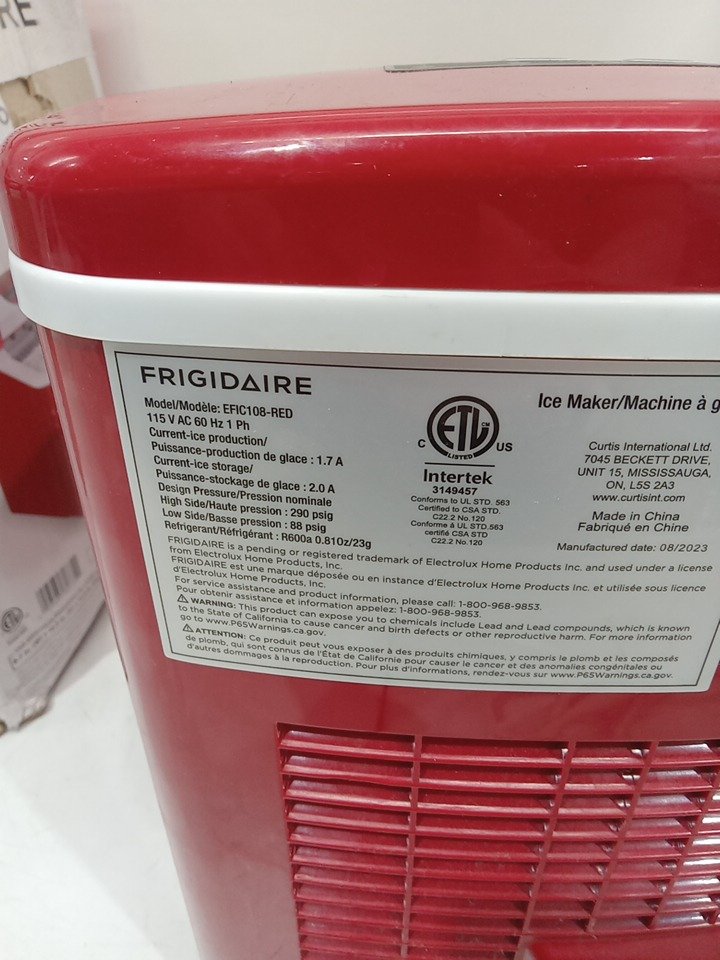 RE
FRIGIDAIRE
Model/Modèle: EFIC108-RED
115 V AC 60 Hz 1 Ph
Current-ice production/
Puissance-production de glace : 1.7 A
Current-ice storage/
Puissance-stockage de glace : 2.0 A
Design Pressure/Pression nominale
High Side/Haute pression : 290 psig
Low Side/Basse pression : 88 psig
Refrigerant/Réfrigérant : R600a 0.81oz/23g
C ETL US
CM
LISTED
Intertek
3149457
Conforms to UL STD. 563
Certified to CSA STD.
C22.2 No.120
Conforme à UL STD.563
certifié CSA STD
C22.2 No.120
Ice Maker/Machine à g
Curtis International Ltd.
7045 BECKETT DRIVE,
UNIT 15, MISSISSAUGA,
ON, L5S 2A3
www.curtisint.com
Made in China
Fabriqué en Chine
Manufactured date: 08/2023
FRIGIDAIRE is a pending or registered trademark of Electrolux Home Products Inc. and used under a license
from Electrolux Home Products, Inc.
FRIGIDAIRE est une marque déposée ou en instance d'Electrolux Home Products Inc. et utilisée sous licence
d'Electrolux Home Products, Inc.
For service assistance and product information, please call: 1-800-968-9853.
Pour obtenir assistance et information appelez: 1-800-968-9853.
WARNING: This product can expose you to chemicals include Lead and Lead compounds, which is known
to the State of California to cause cancer and birth defects or other reproductive harm. For more information
go to www.P65Warnings.ca.gov.
ATTENTION: Ce produit peut vous exposer à des produits chimiques, y compris le plomb et les composés
de plomb, qui sont connus de l'État de Californie pour causer le cancer et des anomalies congénitales ou
d'autres dommages à la reproduction. Pour plus d'informations, rendez-vous sur www.P65Warnings.ca.gov.